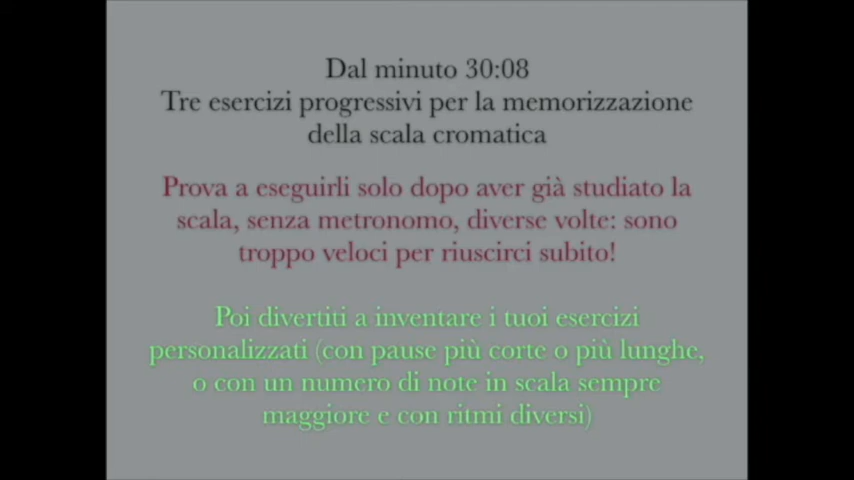 Dal minuto 30:08
Tre esercizi progressivi per la memorizzazione
della scala cromatica
Prova a eseguirli solo dopo aver già studiato la
scala, senza metronomo, diverse volte: sono
troppo veloci per riuscirci subito!
Poi divertiti a inventare i tuoi esercizi
personalizzati (con pause più corte o più lunghe,
o con un numero di note in scala sempre
maggiore e con ritmi diversi)